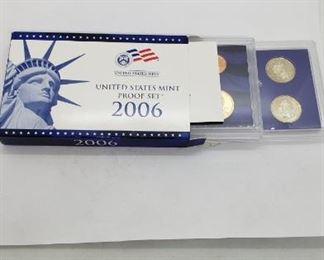 UNITED STATES MINT
UNITED STATES MINT
PROOF SET
2006
2006